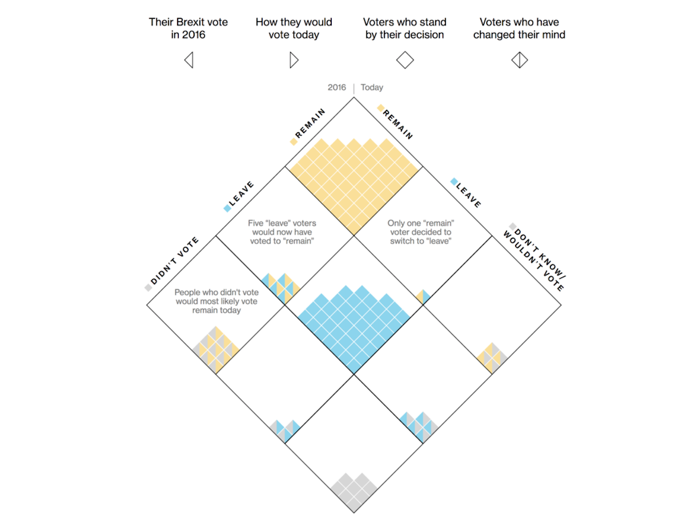 Their Brexit vote
in 2016
How they would
vote today
Voters who stand
by their decision
Voters who have
changed their mind
2016 | Today
REMAIN
REMAIN
LEAVE
LEAVE
DIDN'T VOTE
DON'T KNOW/
WOULDN'T VOTE
Five "leave" voters
would now have
voted to "remain"
Only one "remain"
voter decided to
switch to "leave"
People who didn't vote
would most likely vote
remain today